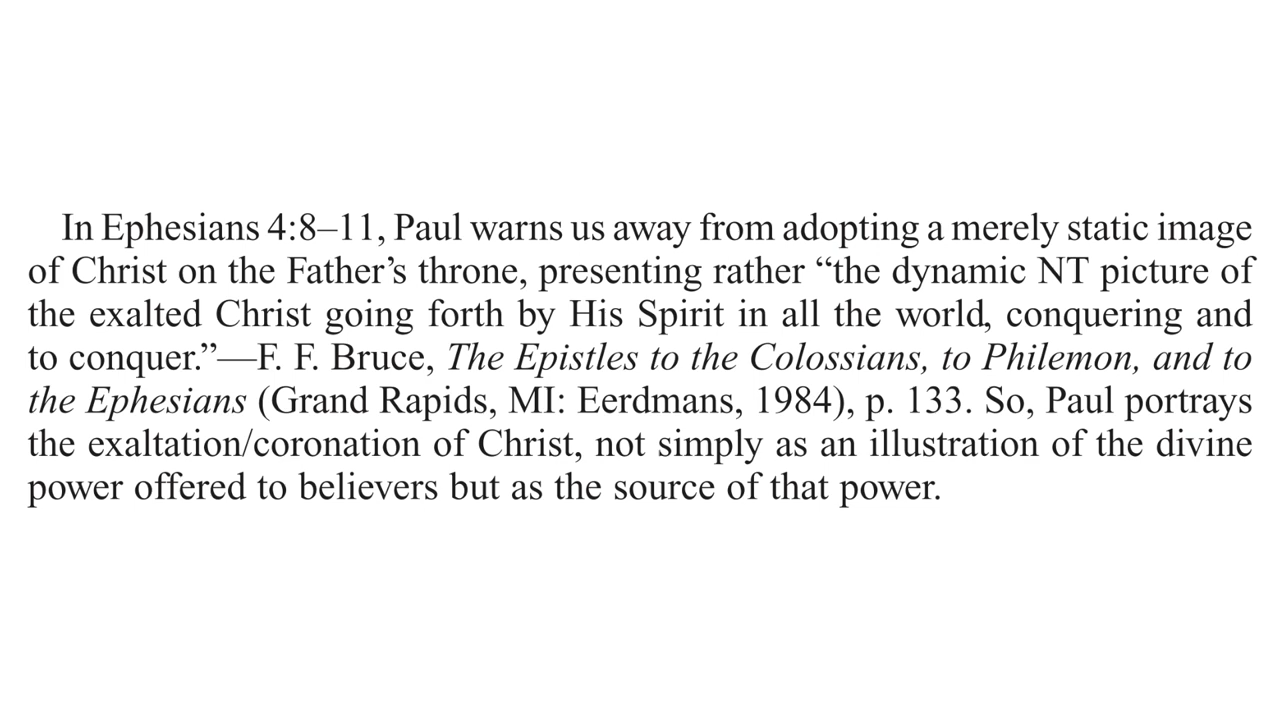 In Ephesians 4:8–11, Paul warns us away from adopting a merely static image
of Christ on the Father’s throne, presenting rather “the dynamic NT picture of
the exalted Christ going forth by His Spirit in all the world, conquering and
to conquer.”—F. F. Bruce, The Epistles to the Colossians, to Philemon, and to
the Ephesians (Grand Rapids, MI: Eerdmans, 1984), p. 133. So, Paul portrays
the exaltation/coronation of Christ, not simply as an illustration of the divine
power offered to believers but as the source of that power.